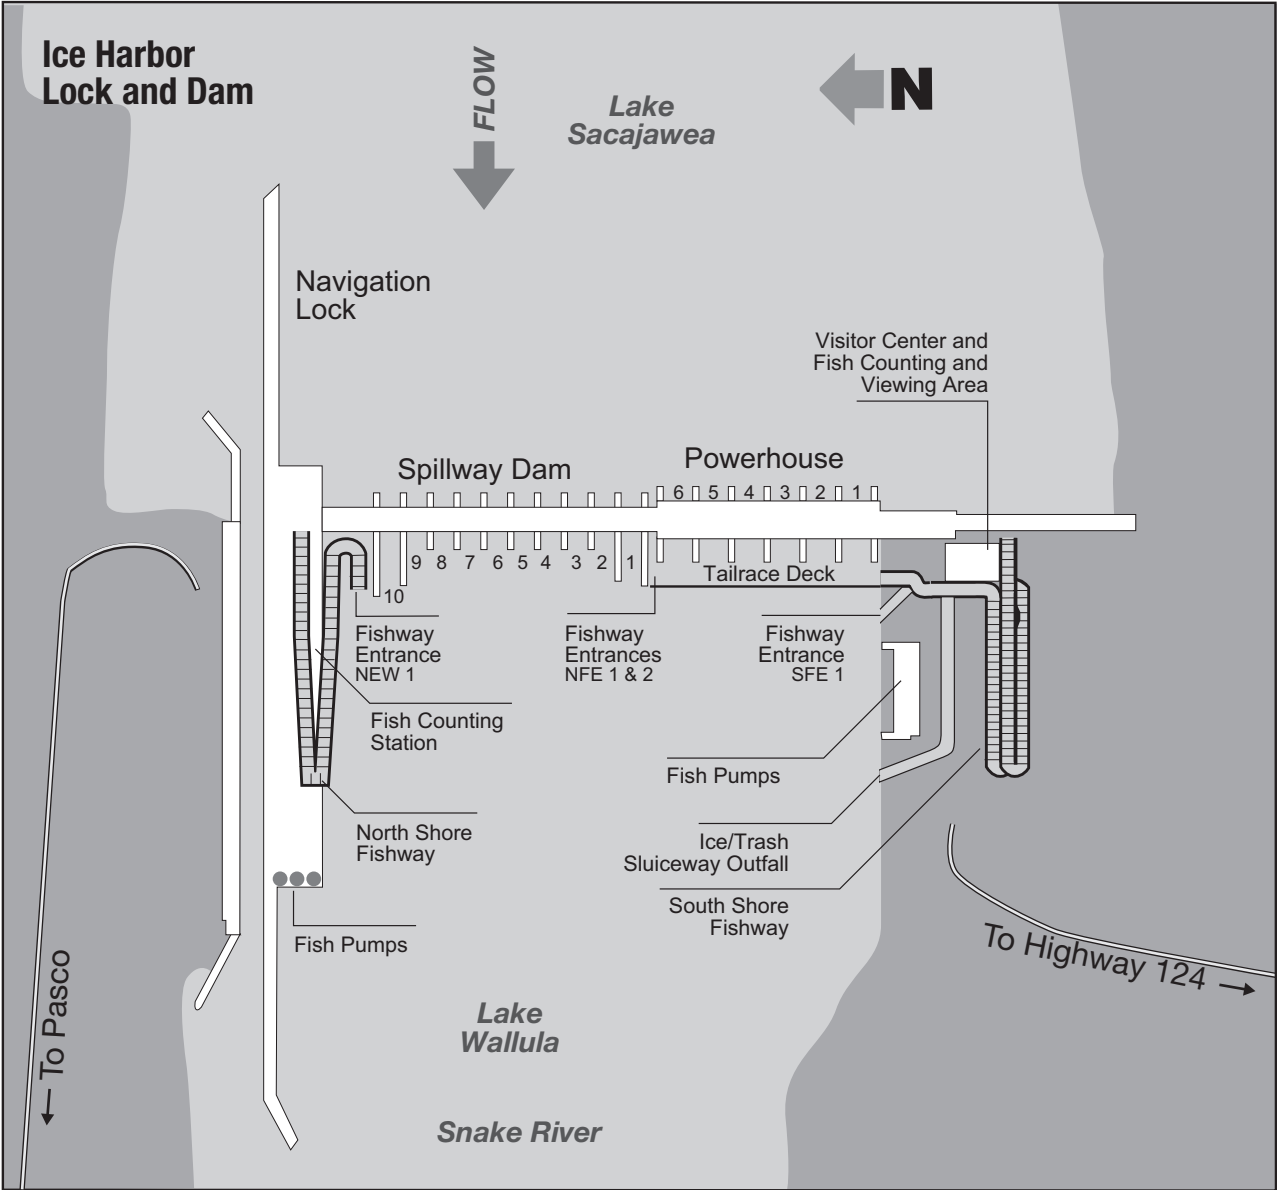 Ice Harbor
Lock and Dam
FLOW
Lake
Sacajawea
N
Navigation
Lock
Visitor Center and
Fish Counting and
Viewing Area
Spillway Dam
Powerhouse
6 5 4 3 2 1
10 9 8 7 6 5 4 3 2 1
Tailrace Deck
Fishway
Entrance
NEW 1
Fishway
Entrances
NFE 1 & 2
Fishway
Entrance
SFE 1
Fish Counting
Station
Fish Pumps
North Shore
Fishway
Ice/Trash
Sluiceway Outfall
South Shore
Fishway
Fish Pumps
To Highway 124
To Pasco
Lake
Wallula
Snake River